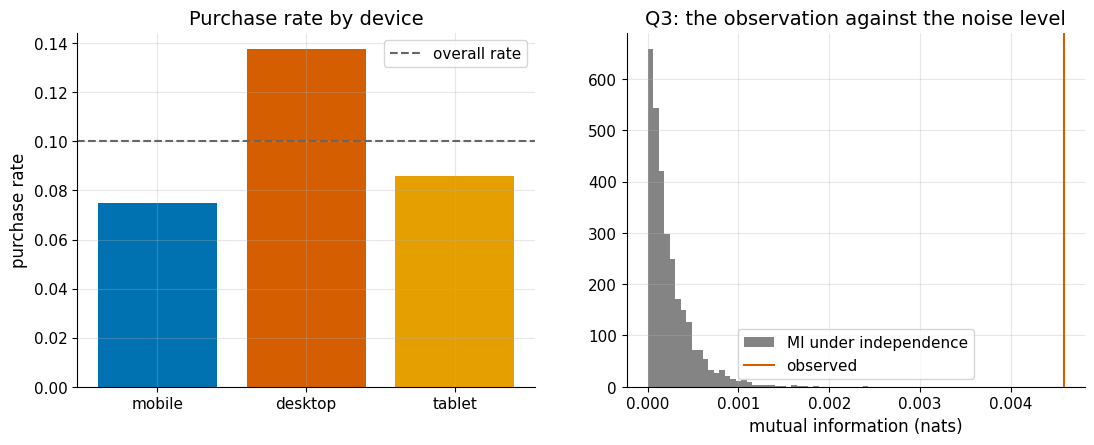 Purchase rate by device
overall rate
purchase rate
0.14
0.12
0.10
0.08
0.06
0.04
0.02
0.00
mobile
desktop
tablet
Q3: the observation against the noise level
600
500
400
300
200
100
0
MI under independence
observed
0.000
0.001
0.002
0.003
0.004
mutual information (nats)